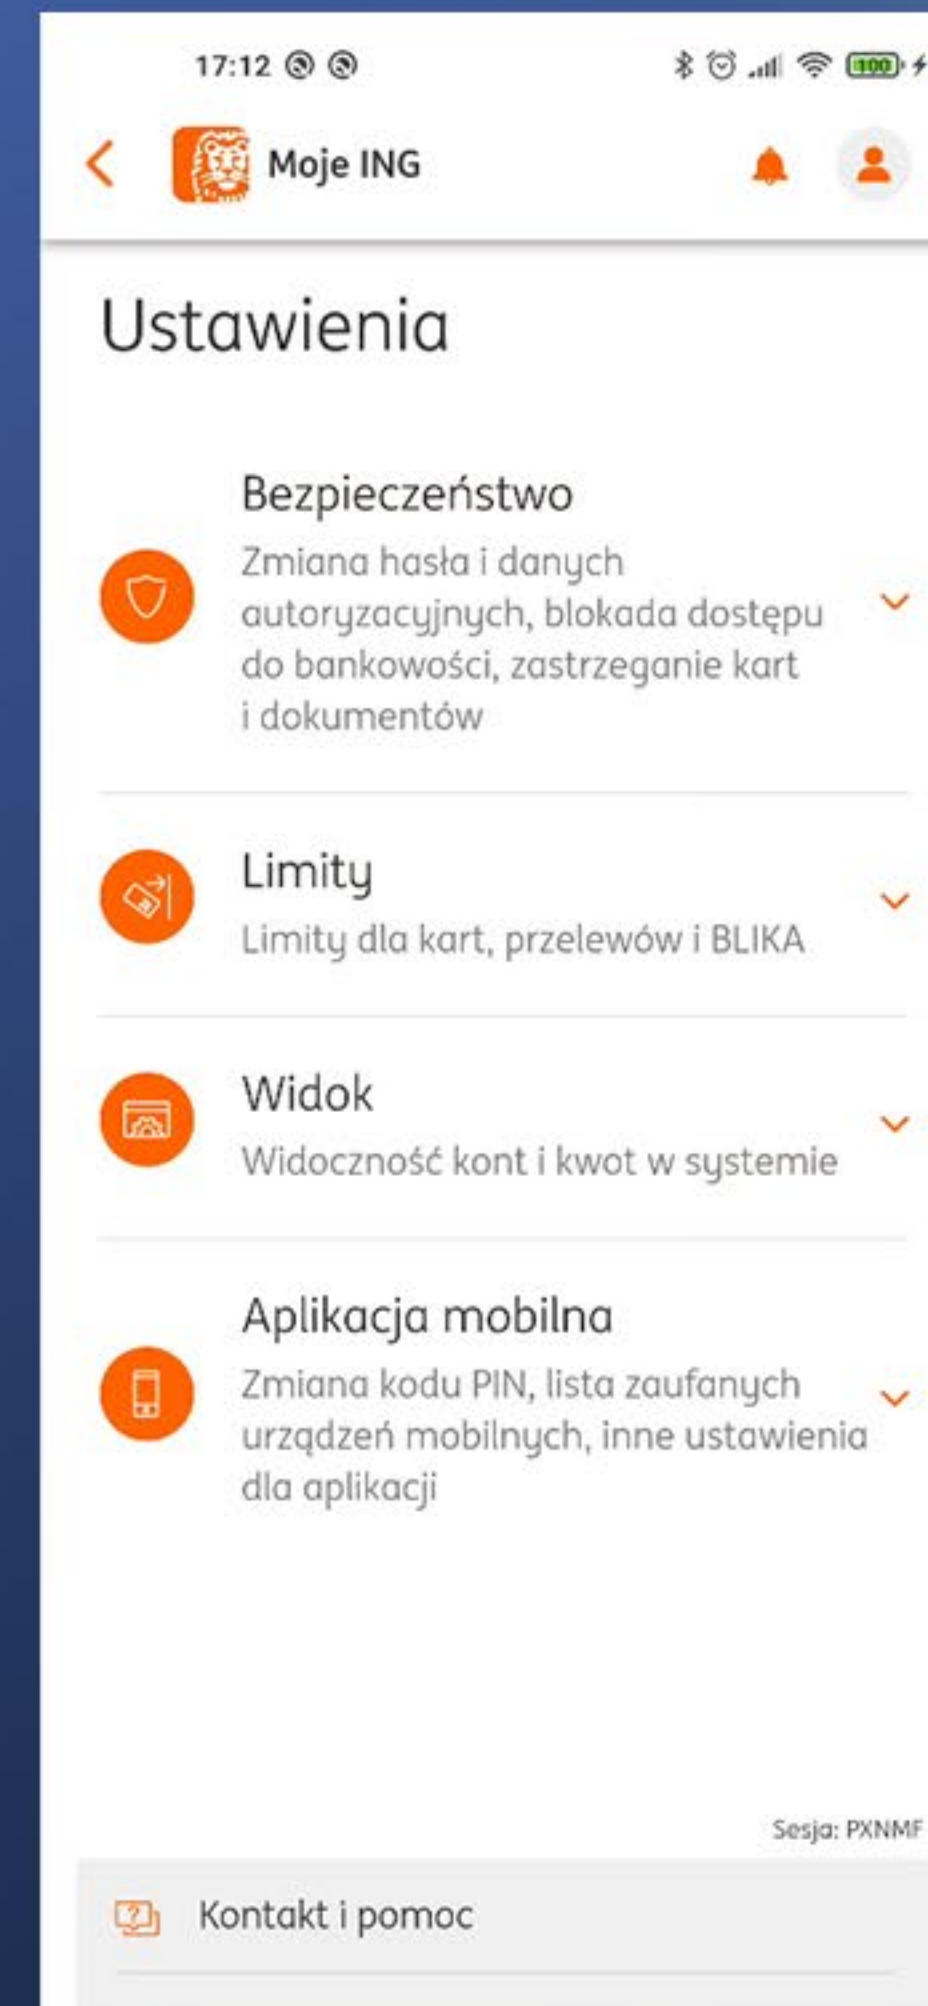 17:12
100
Moje ING
Ustawienia
Bezpieczeństwo
Zmiana hasła i danych
autoryzacyjnych, blokada dostępu
do bankowości, zastrzeganie kart
i dokumentów
Limity
Limity dla kart, przelewów i BLIKA
Widok
Widoczność kont i kwot w systemie
Aplikacja mobilna
Zmiana kodu PIN, lista zaufanych
urządzeń mobilnych, inne ustawienia
dla aplikacji
Sesja: PXNMF
Kontakt i pomoc